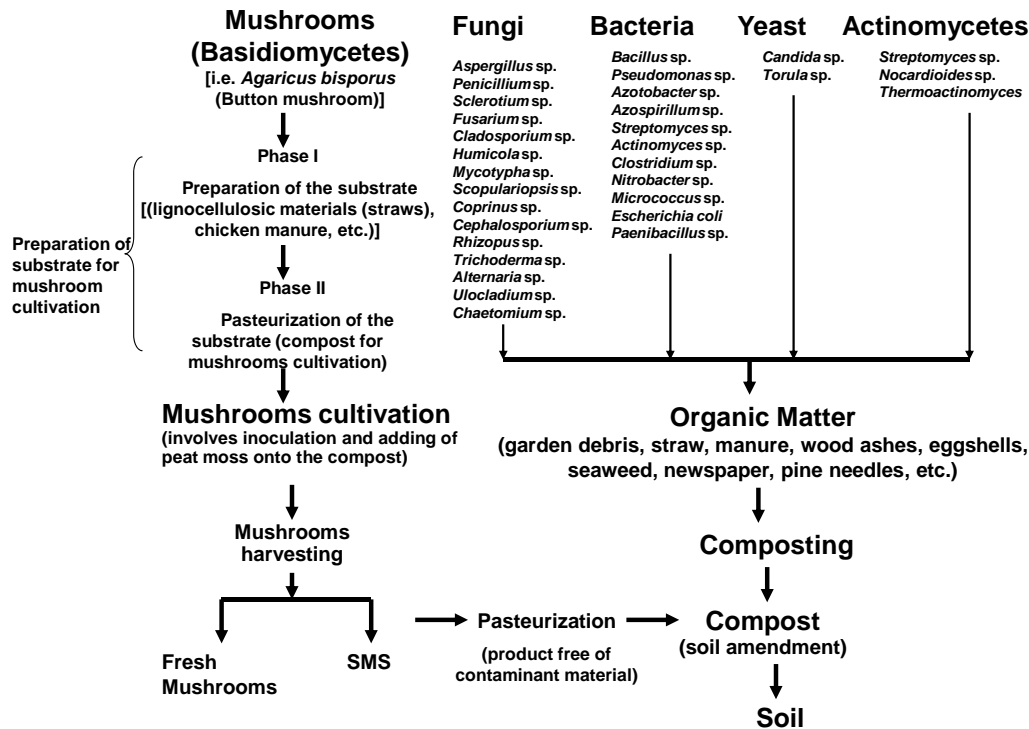 Mushrooms
(Basidiomycetes)
[i.e. Agaricus bisporus
(Button mushroom)]
Phase I
Preparation of the substrate
[(lignocellulosic materials (straws),
chicken manure, etc.)]
Preparation of
substrate for
mushroom
cultivation
Phase II
Pasteurization of the
substrate (compost for
mushrooms cultivation)
Mushrooms cultivation
(involves inoculation and adding of
peat moss onto the compost)
Mushrooms
harvesting
Fresh
Mushrooms
SMS
Pasteurization
(product free of
contaminant material)
Fungi
Aspergillus sp.
Penicillium sp.
Sclerotium sp.
Fusarium sp.
Cladosporium sp.
Humicola sp.
Mycotypha sp.
Scopulariopsis sp.
Coprinus sp.
Cephalosporium sp.
Rhizopus sp.
Trichoderma sp.
Alternaria sp.
Ulocladium sp.
Chaetomium sp.
Bacteria
Bacillus sp.
Pseudomonas sp.
Azotobacter sp.
Azospirillum sp.
Streptomyces sp.
Actinomyces sp.
Clostridium sp.
Nitrobacter sp.
Micrococcus sp.
Escherichia coli
Paenibacillus sp.
Yeast
Candida sp.
Torula sp.
Actinomycetes
Streptomyces sp.
Nocardioides sp.
Thermoactinomyces
Organic Matter
(garden debris, straw, manure, wood ashes, eggshells,
seaweed, newspaper, pine needles, etc.)
Composting
Compost
(soil amendment)
Soil